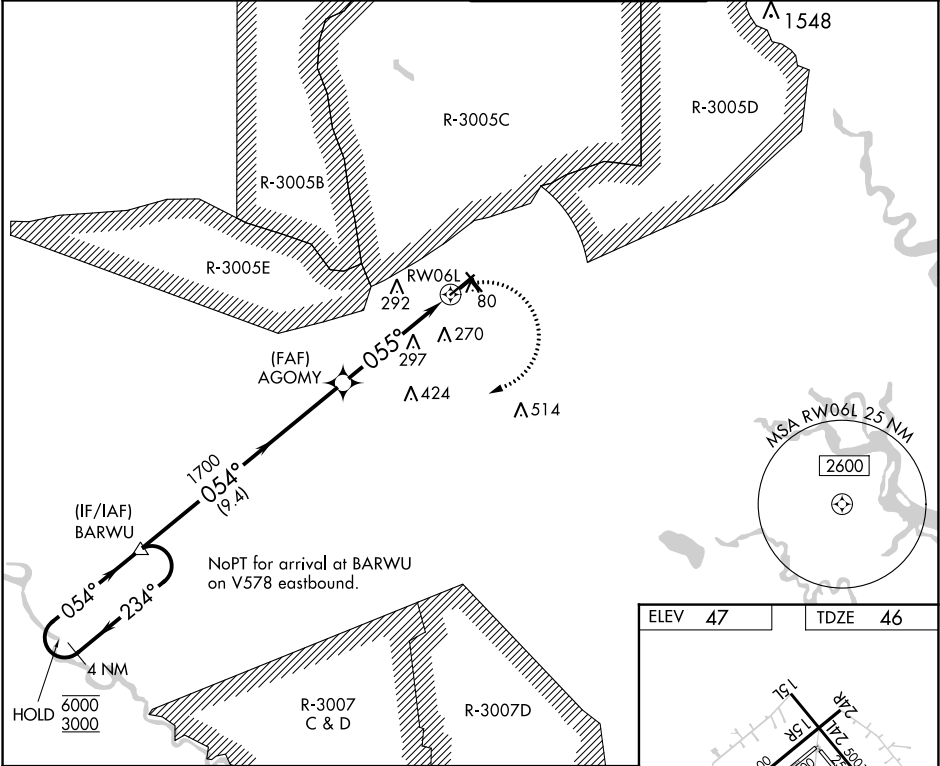 1548
R-3005C
R-3005D
R-3005B
R-3005E
RW06L
292
80
055°
270
297
(FAF)
AGOMY
424
514
MSA RW06L 25 NM
2600
1700
054°
(9.4)
(IF/IAF)
BARWU
NoPT for arrival at BARWU
on V578 eastbound.
054°
234°
4 NM
HOLD
6000
3000
R-3007
C & D
R-3007D
ELEV 47
TDZE 46
15L
24R
15R
24L